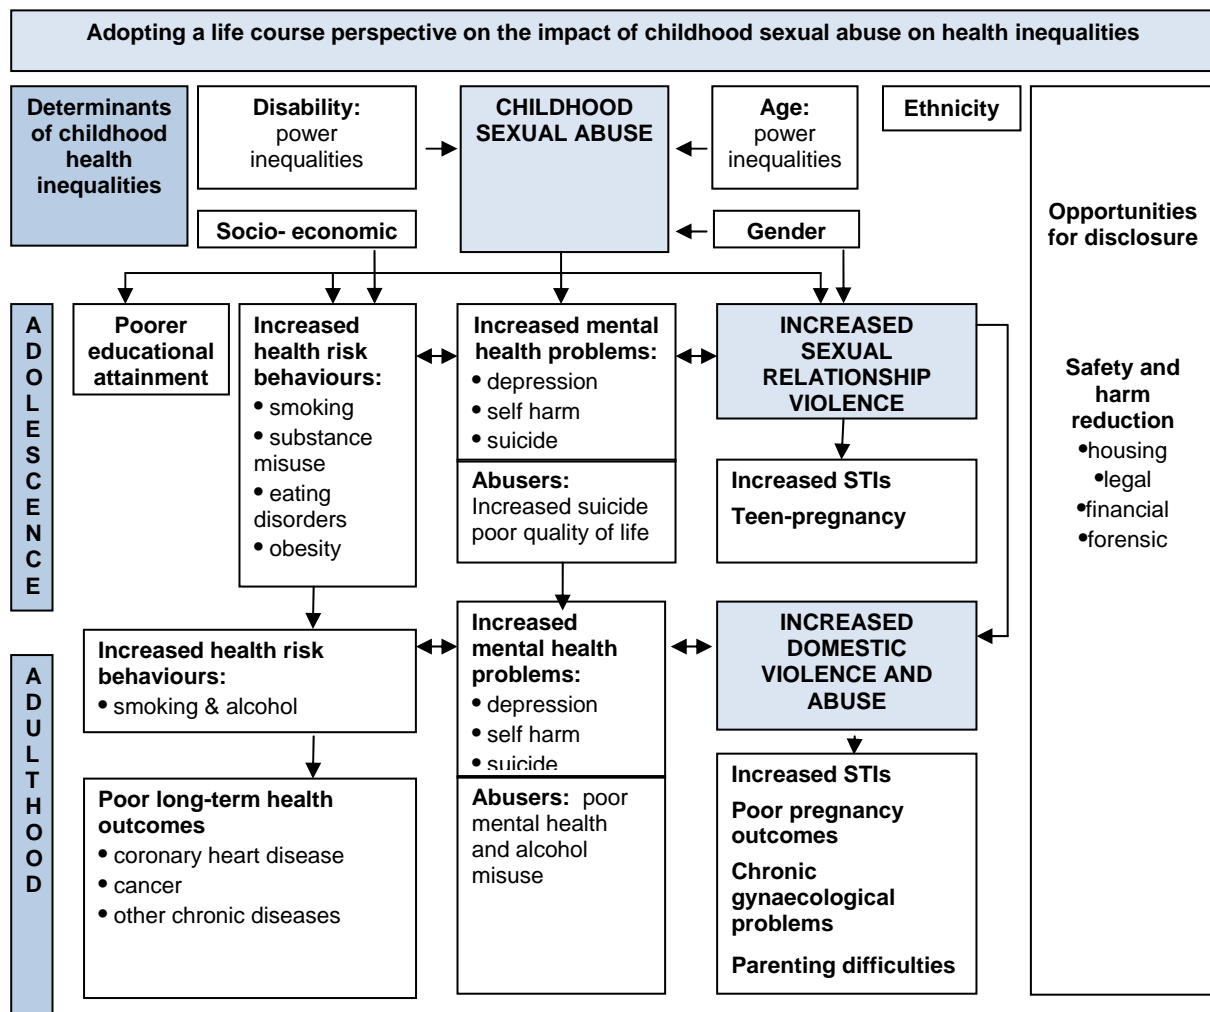 Adopting a life course perspective on the impact of childhood sexual abuse on health inequalities
Determinants
of childhood
health
inequalities
Disability:
power
inequalities
CHILDHOOD
SEXUAL ABUSE
Age:
power
inequalities
Ethnicity
Socio- economic
Gender
Opportunities
for disclosure
Safety and
harm
reduction
•housing
•legal
•financial
•forensic
ADOLESCENCE
Poorer
educational
attainment
Increased
health risk
behaviours:
• smoking
• substance
misuse
• eating
disorders
• obesity
Increased mental
health problems:
• depression
• self harm
• suicide
Abusers:
Increased suicide
poor quality of life
INCREASED
SEXUAL
RELATIONSHIP
VIOLENCE
Increased STIs
Teen-pregnancy
ADULTHOOD
Increased health risk
behaviours:
• smoking & alcohol
Poor long-term health
outcomes
• coronary heart disease
• cancer
• other chronic diseases
Increased
mental health
problems:
• depression
• self harm
• suicide
Abusers: poor
mental health
and alcohol
misuse
INCREASED
DOMESTIC
VIOLENCE AND
ABUSE
Increased STIs
Poor pregnancy
outcomes
Chronic
gynaecological
problems
Parenting difficulties